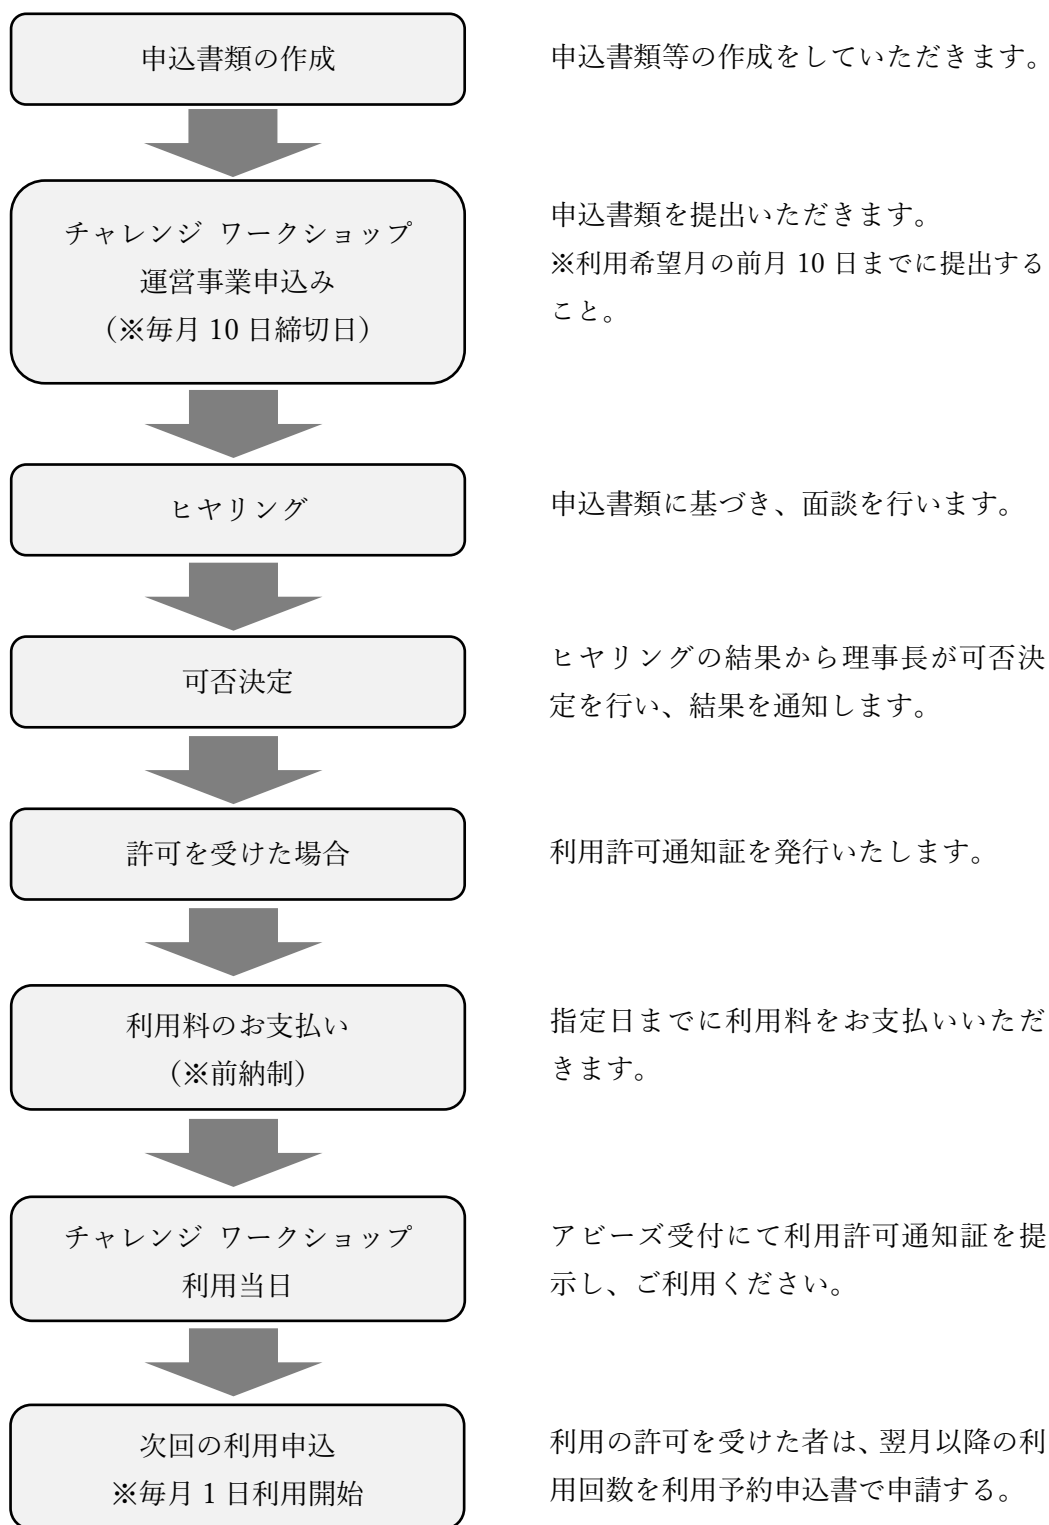 申込書類の作成
申込書類等の作成をしていただきます。
チャレンジ ワークショップ
運営事業申込み
（※毎月 10 日締切日）
申込書類を提出いただきます。
※利用希望月の前月 10 日までに提出する
こと。
ヒヤリング
申込書類に基づき、面談を行います。
可否決定
ヒヤリングの結果から理事長が可否決
定を行い、結果を通知します。
許可を受けた場合
利用許可通知証を発行いたします。
利用料のお支払い
（※前納制）
指定日までに利用料をお支払いいただ
きます。
チャレンジ ワークショップ
利用当日
アビーズ受付にて利用許可通知証を提
示し、ご利用ください。
次回の利用申込
※毎月 1 日利用開始
利用の許可を受けた者は、翌月以降の利
用回数を利用予約申込書で申請する。